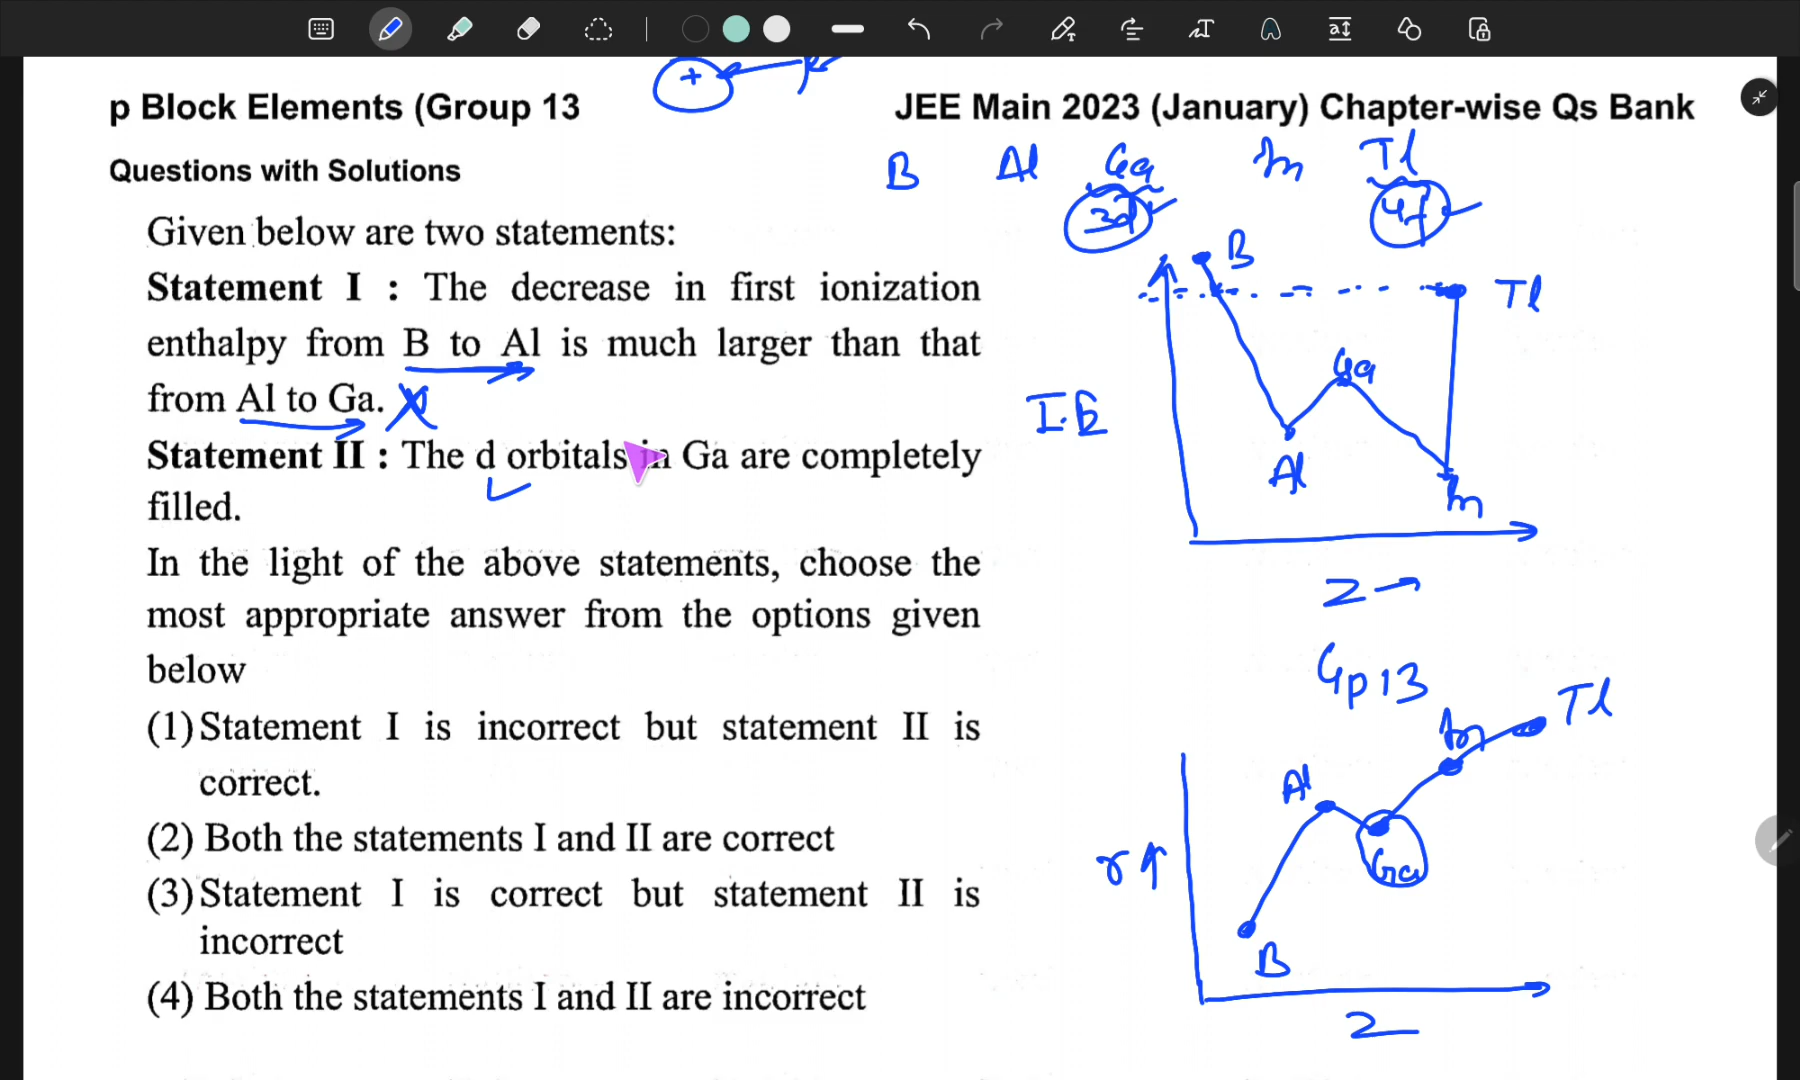 p Block Elements (Group 13
JEE Main 2023 (January) Chapter-wise Qs Bank
Questions with Solutions
Given below are two statements:
Statement I : The decrease in first ionization
enthalpy from B to Al is much larger than that
from Al to Ga.
Statement II : The d orbitals in Ga are completely
filled.
In the light of the above statements, choose the
most appropriate answer from the options given
below
(1) Statement I is incorrect but statement II is
correct.
(2) Both the statements I and II are correct
(3) Statement I is correct but statement II is
incorrect
(4) Both the statements I and II are incorrect
+
B Al Ga In Tl
3d 4f
B
Tl
Ga
I.E
Al
In
Z
Gp 13
Tl
In
Al
r
Ga
B
Z